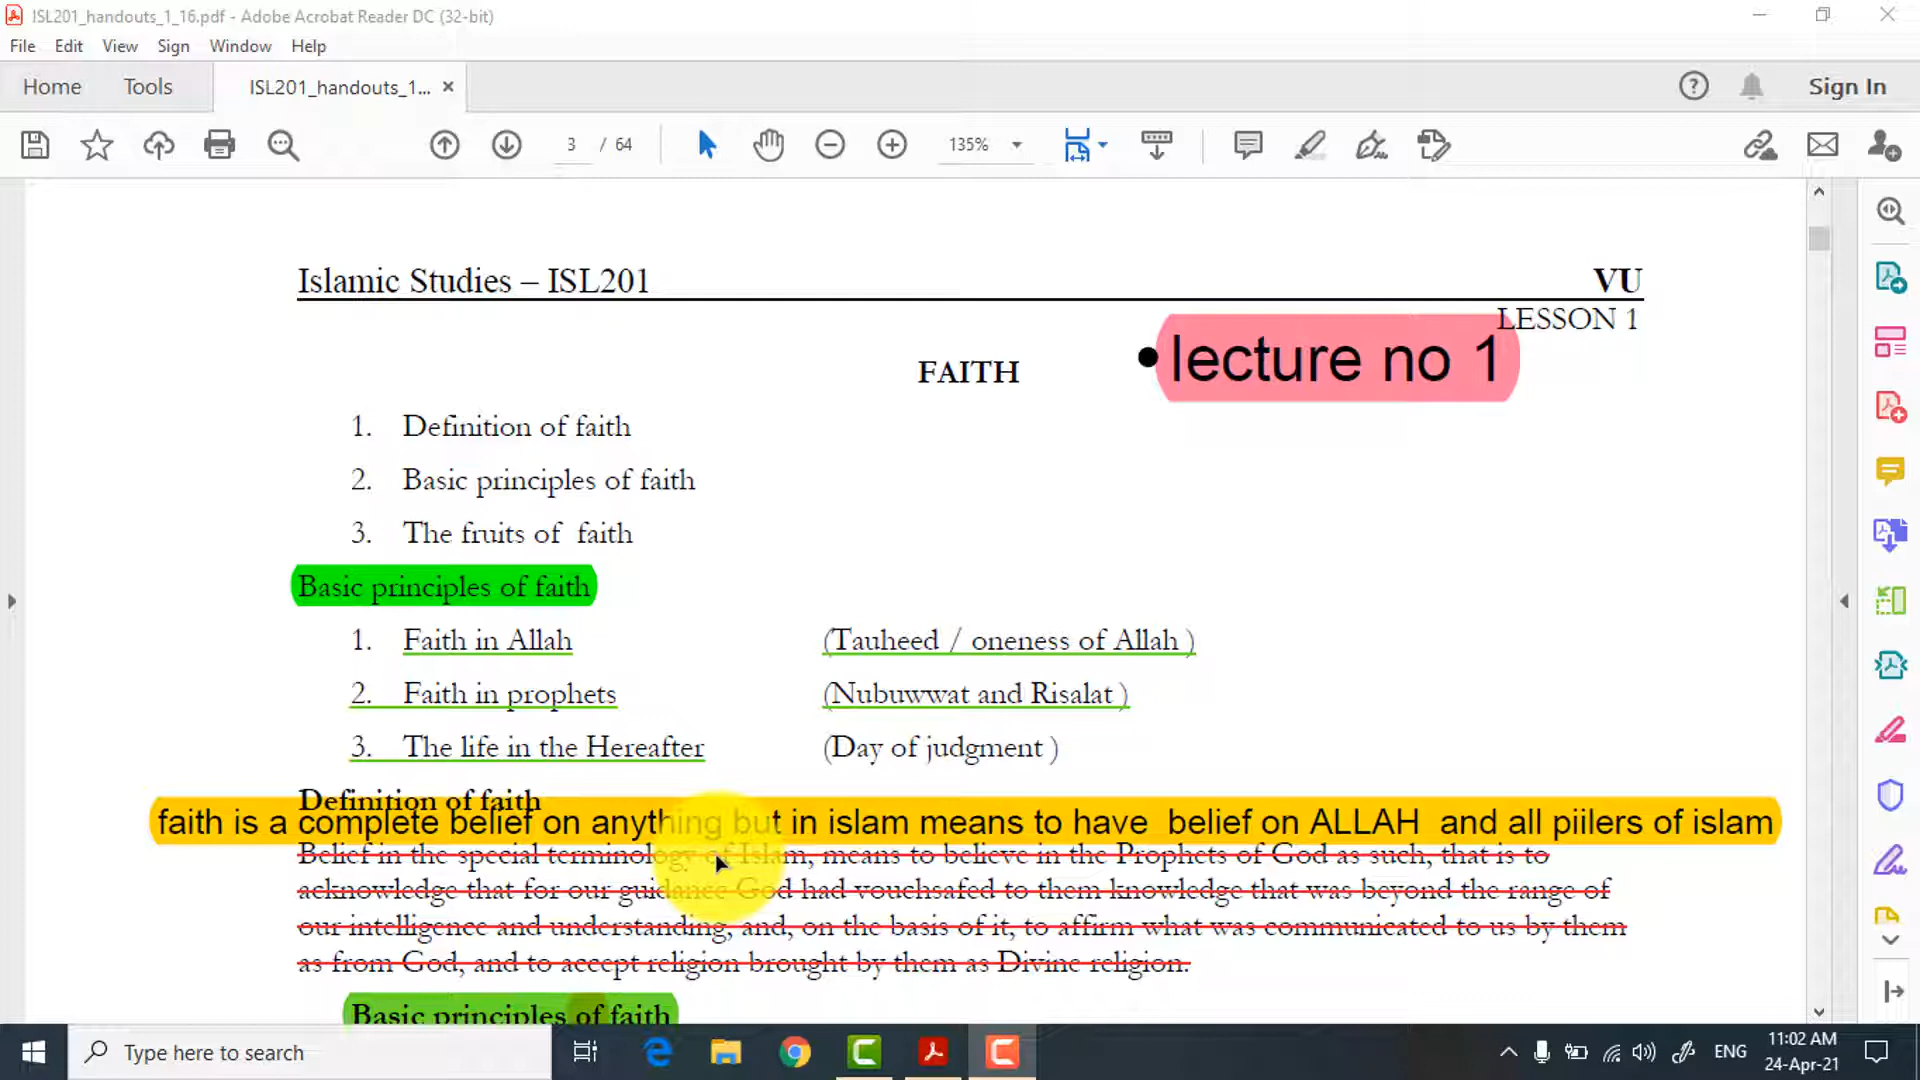 ISL201_handouts_1_16.pdf - Adobe Acrobat Reader DC (32-bit)
File Edit View Sign Window Help
Home Tools ISL201_handouts_1... × Sign In
3 / 64 135%
Islamic Studies – ISL201 VU
LESSON 1
• lecture no 1
FAITH
1. Definition of faith
2. Basic principles of faith
3. The fruits of faith
Basic principles of faith
1. Faith in Allah (Tauheed / oneness of Allah )
2. Faith in prophets (Nubuwwat and Risalat )
3. The life in the Hereafter (Day of judgment )
Definition of faith
faith is a complete belief on anything but in islam means to have belief on ALLAH and all piilers of islam
Belief in the special terminology of Islam, means to believe in the Prophets of God as such, that is to
acknowledge that for our guidance God had vouchsafed to them knowledge that was beyond the range of
our intelligence and understanding, and, on the basis of it, to affirm what was communicated to us by them
as from God, and to accept religion brought by them as Divine religion.
Basic principles of faith
Type here to search
ENG
11:02 AM
24-Apr-21